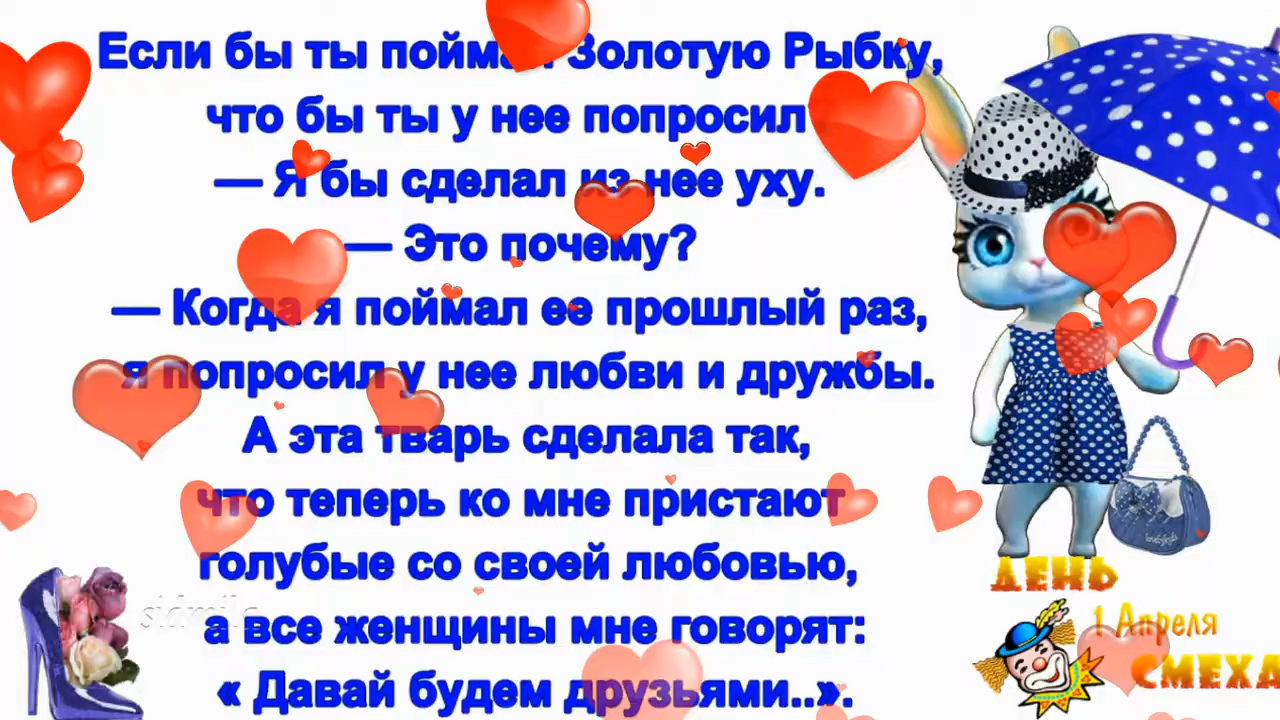 Если бы ты поймал Золотую Рыбку,
что бы ты у нее попросил
— Я бы сделал из нее уху.
— Это почему?
— Когда я поймал ее прошлый раз,
я попросил у нее любви и дружбы.
А эта тварь сделала так,
что теперь ко мне пристают
голубые со своей любовью,
а все женщины мне говорят:
« Давай будем друзьями..».
ДЕНЬ
1 Апреля
СМЕХА